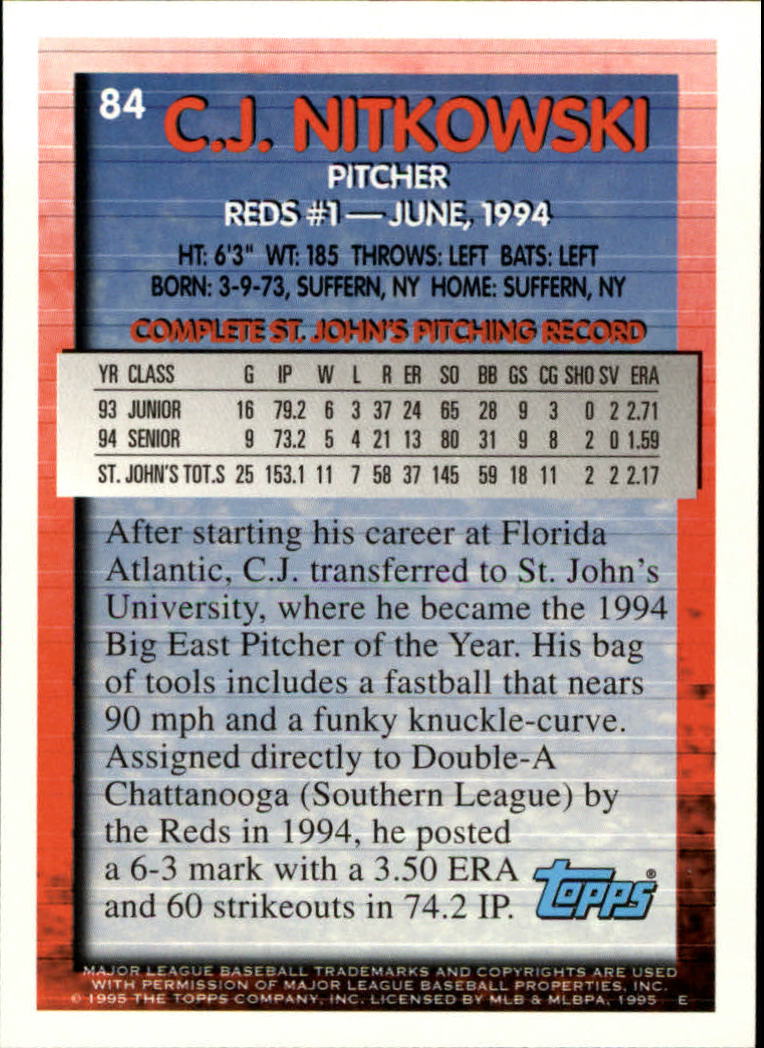 84
C.J. NITKOWSKI
PITCHER
REDS #1—JUNE, 1994
HT: 6'3" WT: 185 THROWS: LEFT BATS: LEFT
BORN: 3-9-73, SUFFERN, NY HOME: SUFFERN, NY
COMPLETE ST. JOHN'S PITCHING RECORD
YR CLASS G IP W L R ER SO BB GS CG SHO SV ERA
93 JUNIOR 16 79.2 6 3 37 24 65 28 9 3 0 2 2.71
94 SENIOR 9 73.2 5 4 21 13 80 31 9 8 2 0 1.59
ST. JOHN'S TOT.S 25 153.1 11 7 58 37 145 59 18 11 2 2 2.17
After starting his career at Florida
Atlantic, C.J. transferred to St. John's
University, where he became the 1994
Big East Pitcher of the Year. His bag
of tools includes a fastball that nears
90 mph and a funky knuckle-curve.
Assigned directly to Double-A
Chattanooga (Southern League) by
the Reds in 1994, he posted
a 6-3 mark with a 3.50 ERA
and 60 strikeouts in 74.2 IP.
Topps®
MAJOR LEAGUE BASEBALL TRADEMARKS AND COPYRIGHTS ARE USED
WITH PERMISSION OF MAJOR LEAGUE BASEBALL PROPERTIES, INC.
© 1995 THE TOPPS COMPANY, INC. LICENSED BY MLB & MLBPA, 1995 E